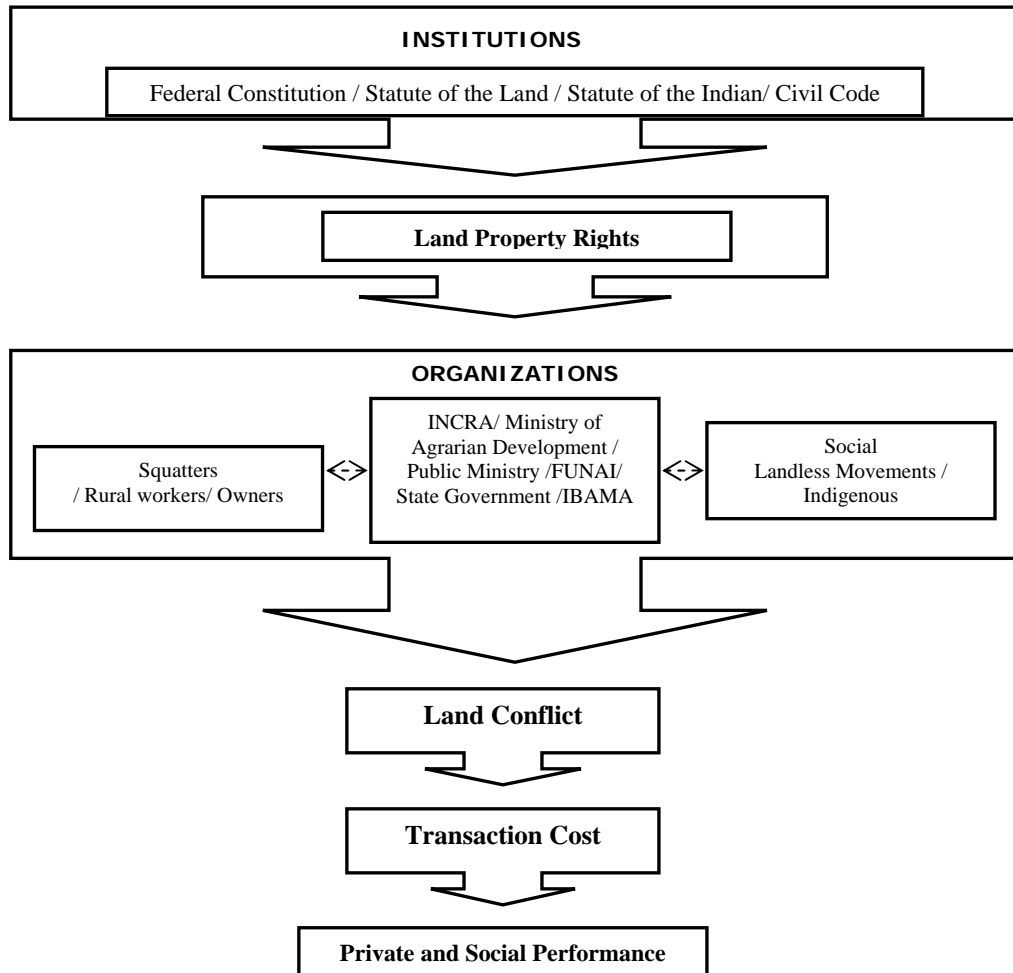 INSTITUTIONS
Federal Constitution / Statute of the Land / Statute of the Indian/ Civil Code
Land Property Rights
ORGANIZATIONS
Squatters
/ Rural workers/ Owners
INCRA/ Ministry of
Agrarian Development /
Public Ministry /FUNAI/
State Government /IBAMA
Social
Landless Movements /
Indigenous
Land Conflict
Transaction Cost
Private and Social Performance